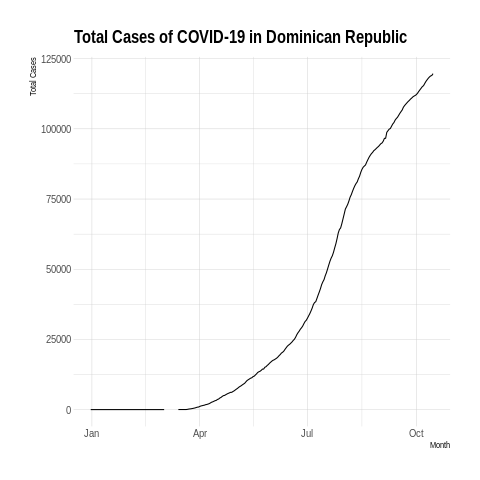 Total Cases of COVID-19 in Dominican Republic
Total Cases
125000
100000
75000
50000
25000
0
Jan Apr Jul Oct
Month